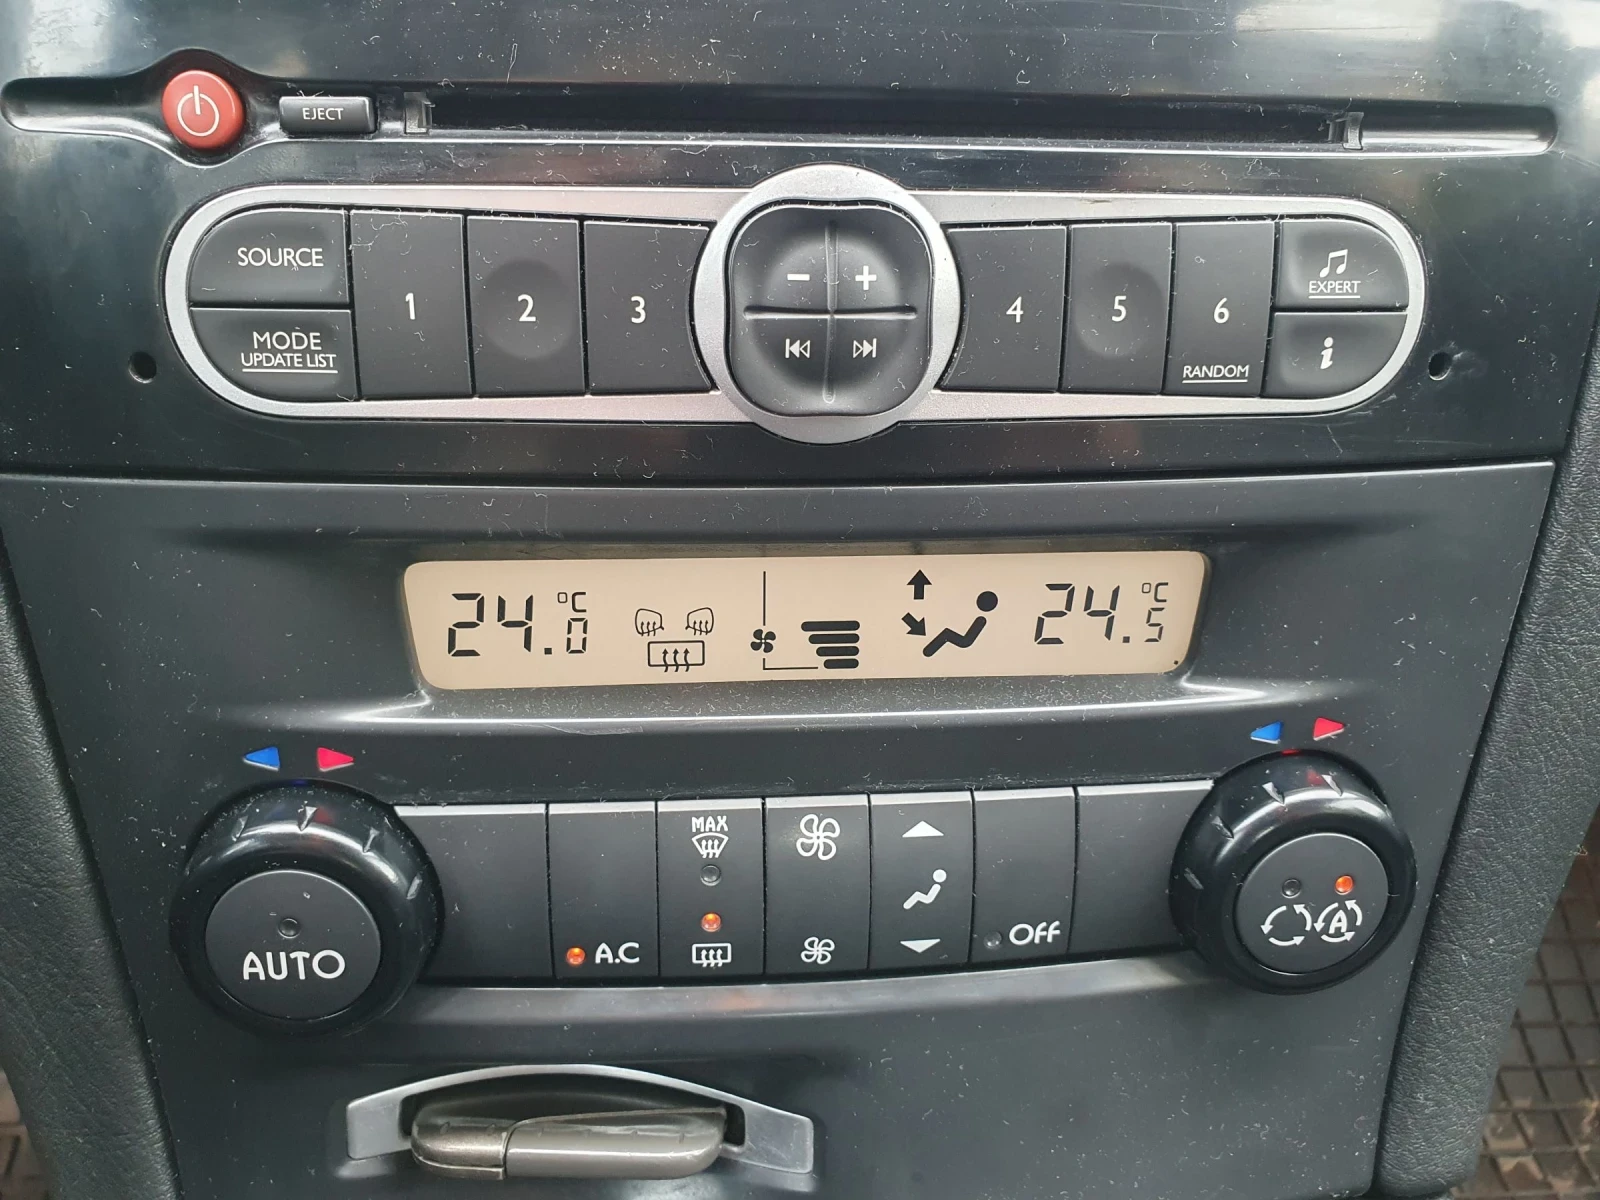 EJECT
SOURCE
MODE
UPDATE LIST
1
2
3
4
5
6
RANDOM
EXPERT
i
24.0 °C
24.5 °C
AUTO
A.C
MAX
OFF
A